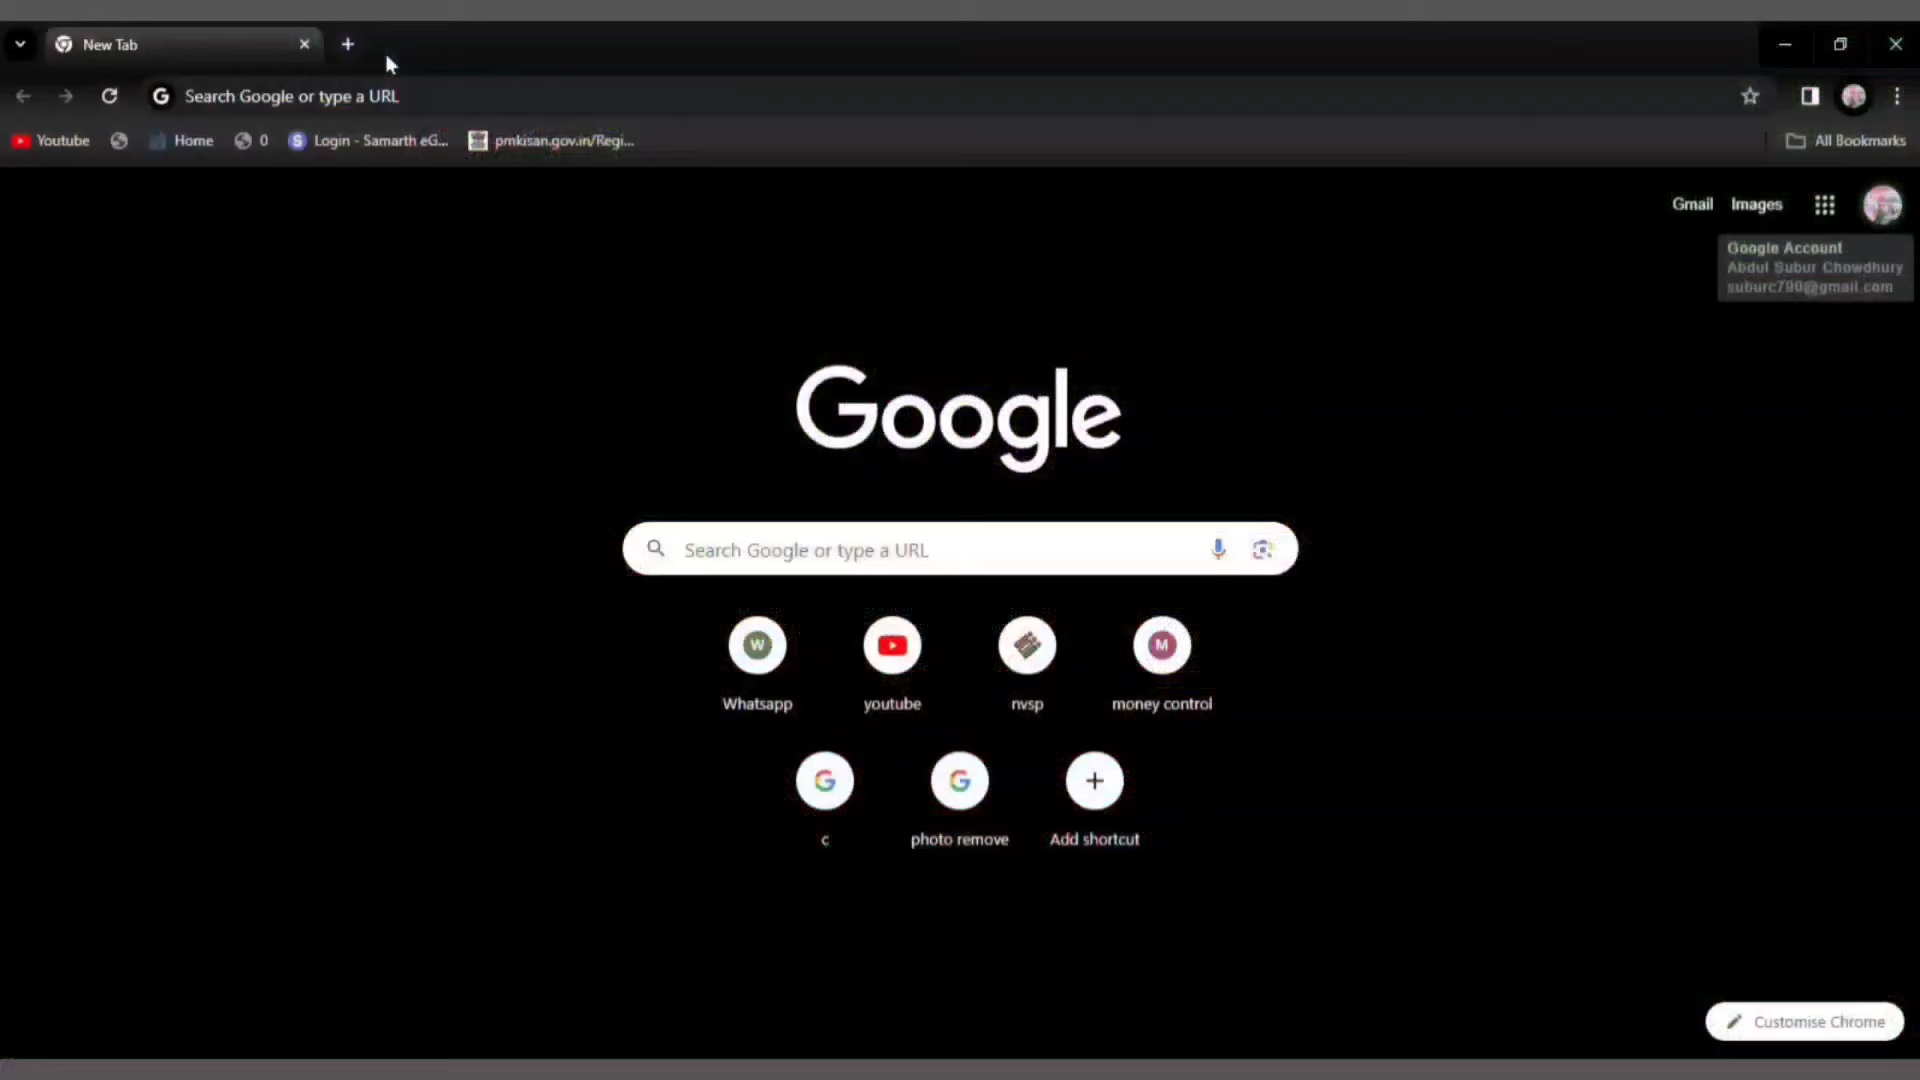 New Tab
Search Google or type a URL
Youtube
Home
0
Login - Samarth eG...
pmkisan.gov.in/Regi...
All Bookmarks
Gmail
Images
Google Account
Abdul Subur Chowdhury
suburc790@gmail.com
Google
Search Google or type a URL
W
M
Whatsapp
youtube
nvsp
money control
c
photo remove
Add shortcut
Customise Chrome